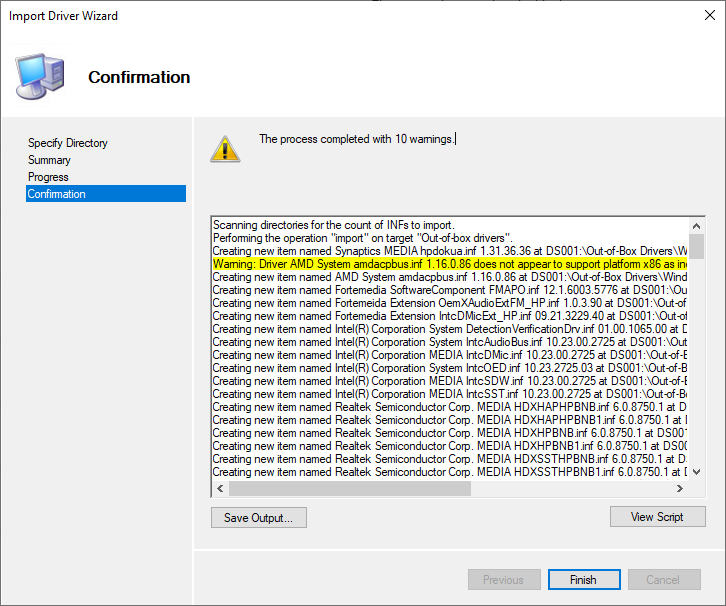 Import Driver Wizard
Confirmation
Specify Directory
Summary
Progress
Confirmation
The process completed with 10 warnings.
Scanning directories for the count of INFs to import.
Performing the operation "import" on target "Out-of-box drivers".
Creating new item named Synaptics MEDIA hpdokua.inf 1.31.36.36 at DS001:\Out-of-Box Drivers\W
Warning: Driver AMD System amdacpbus.inf 1.16.0.86 does not appear to support platform x86 as in
Creating new item named AMD System amdacpbus.inf 1.16.0.86 at DS001:\Out-of-Box Drivers\Wind
Creating new item named Fortemedia SoftwareComponent FMAPO.inf 12.1.6003.5776 at DS001:\Out
Creating new item named Fortemeida Extension OemXAudioExtFM_HP.inf 1.0.3.90 at DS001:\Out-of
Creating new item named Fortemedia Extension IntcDMicExt_HP.inf 09.21.3229.40 at DS001:\Out-of
Creating new item named Intel(R) Corporation System DetectionVerificationDrv.inf 01.00.1065.00 at D
Creating new item named Intel(R) Corporation System IntcAudioBus.inf 10.23.00.2725 at DS001:\Out
Creating new item named Intel(R) Corporation MEDIA IntcDMic.inf 10.23.00.2725 at DS001:\Out-of-B
Creating new item named Intel(R) Corporation System IntcOED.inf 10.23.2725.03 at DS001:\Out-of-B
Creating new item named Intel(R) Corporation MEDIA IntcSDW.inf 10.23.00.2725 at DS001:\Out-of-B
Creating new item named Intel(R) Corporation MEDIA IntcSST.inf 10.23.00.2725 at DS001:\Out-of-B
Creating new item named Realtek Semiconductor Corp. MEDIA HDXHAPHPBNB.inf 6.0.8750.1 at D
Creating new item named Realtek Semiconductor Corp. MEDIA HDXHAPHPBNB1.inf 6.0.8750.1 at
Creating new item named Realtek Semiconductor Corp. MEDIA HDXHPBNB.inf 6.0.8750.1 at DS001
Creating new item named Realtek Semiconductor Corp. MEDIA HDXHPBNB1.inf 6.0.8750.1 at DS00
Creating new item named Realtek Semiconductor Corp. MEDIA HDXSSTHPBNB.inf 6.0.8750.1 at D
Creating new item named Realtek Semiconductor Corp. MEDIA HDXSSTHPBNB1.inf 6.0.8750.1 at
Save Output...
View Script
Previous
Finish
Cancel